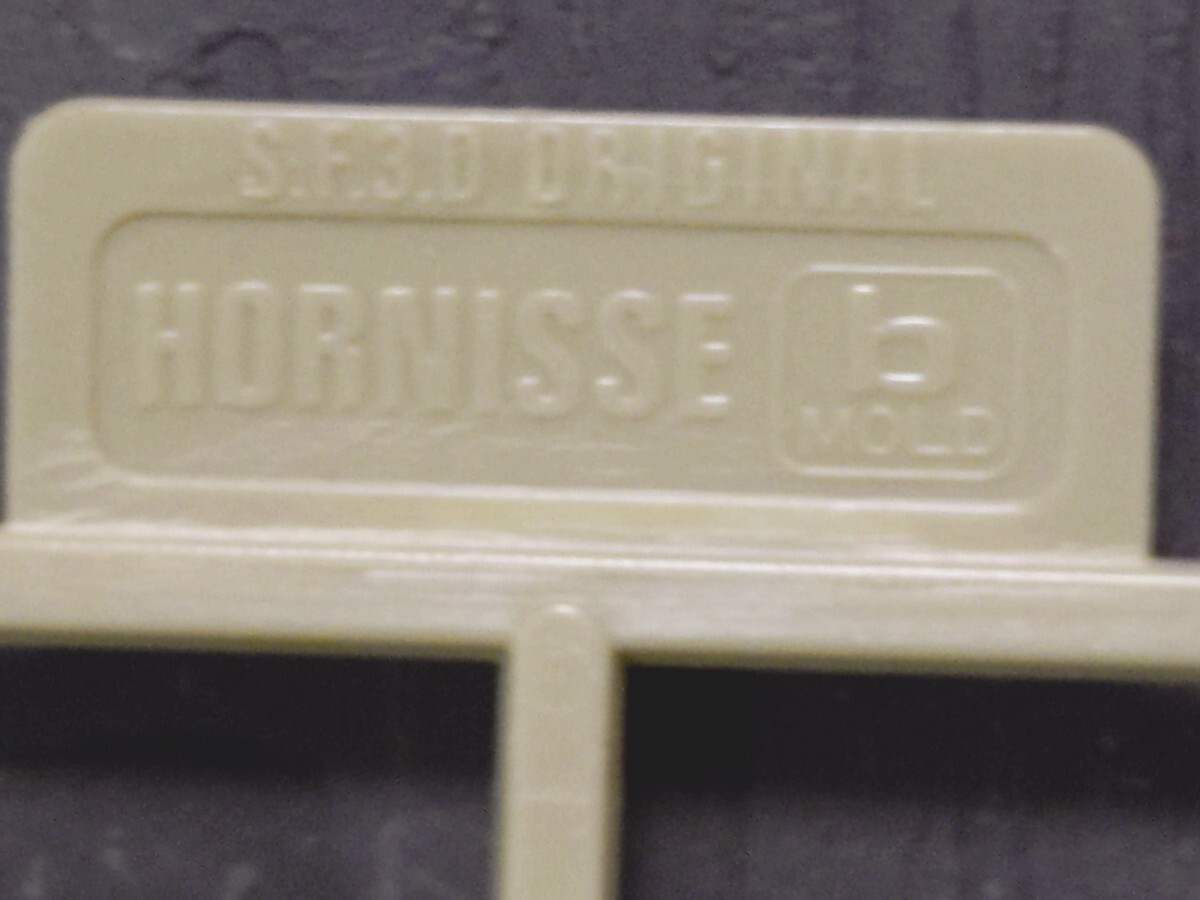 S.F.3.D ORIGINAL
HORNISSE
b
MOLD